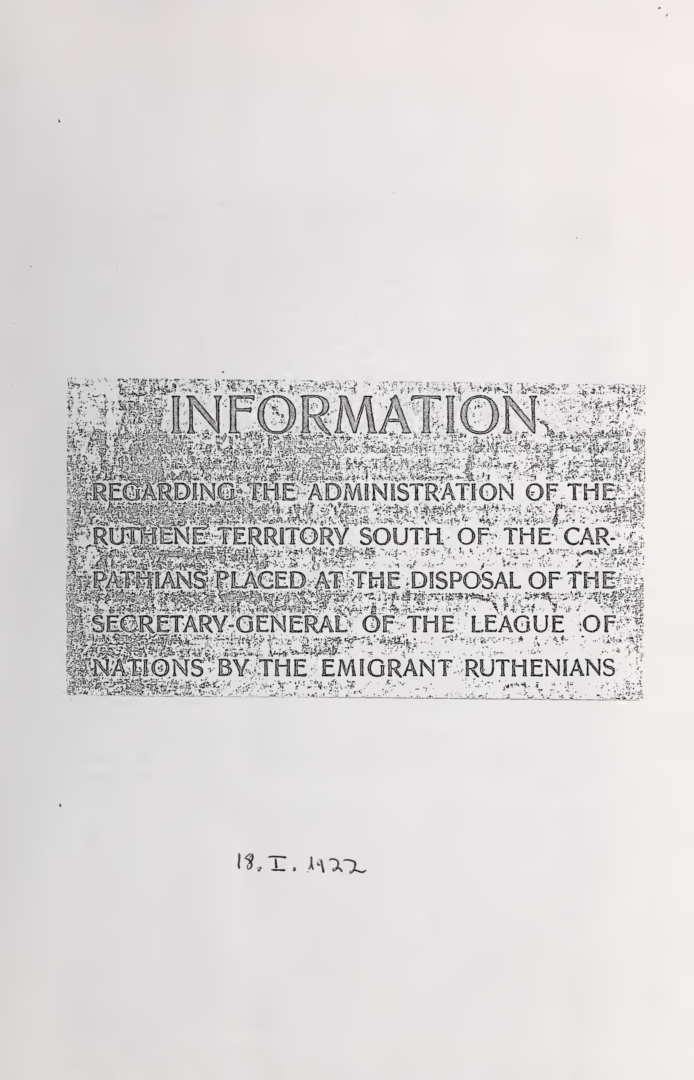 INFORMATION
REGARDING THE ADMINISTRATION OF THE
RUTHENE TERRITORY SOUTH OF THE CAR-
PATHIANS PLACED AT THE DISPOSAL OF THE
SECRETARY-GENERAL OF THE LEAGUE OF
NATIONS BY THE EMIGRANT RUTHENIANS
18. I. 1922